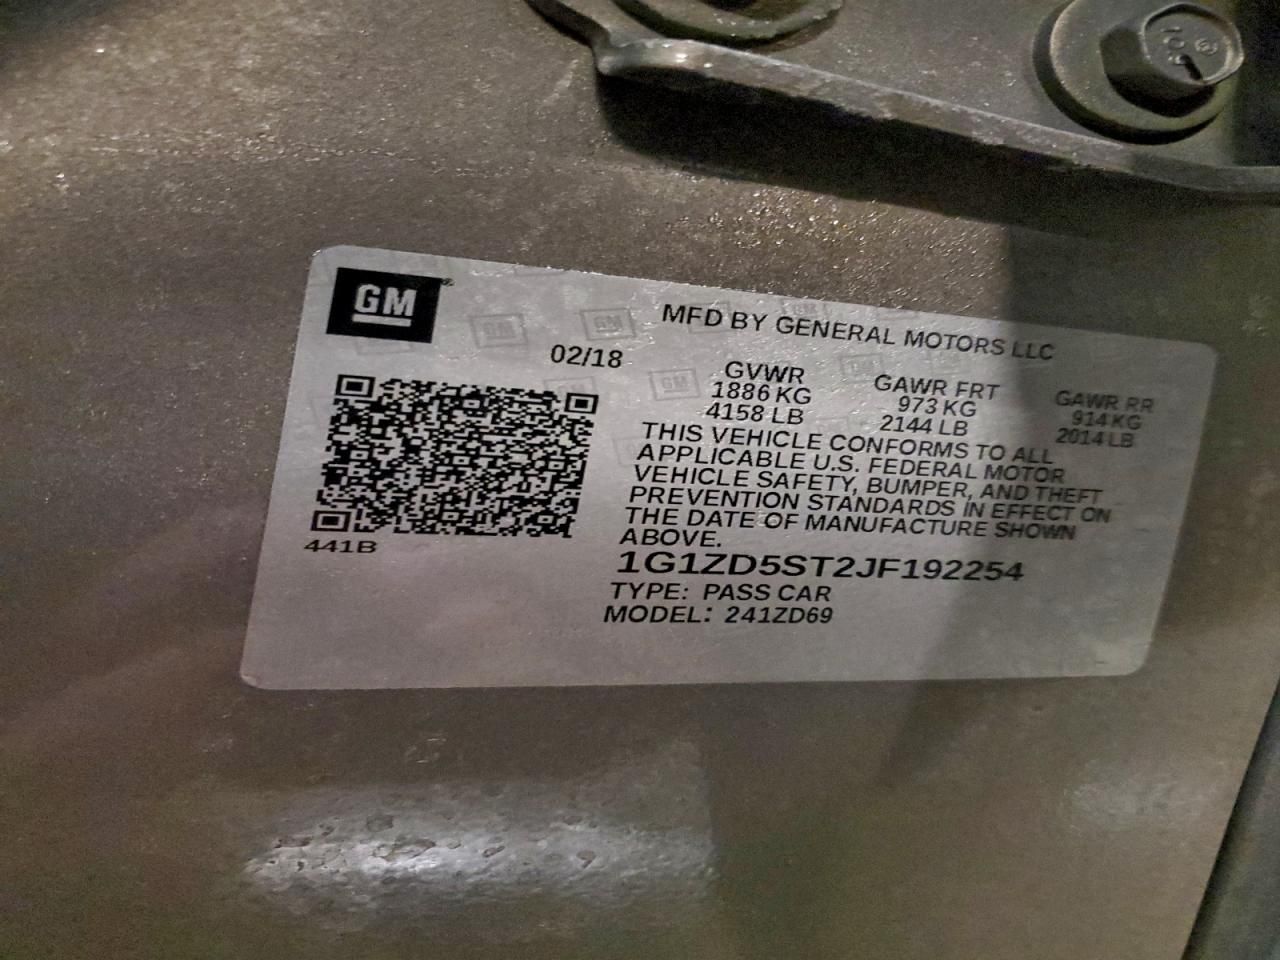 10.9
GM
MFD BY GENERAL MOTORS LLC
02/18
GVWR GAWR FRT GAWR RR
1886 KG 973 KG 914 KG
4158 LB 2144 LB 2014 LB
THIS VEHICLE CONFORMS TO ALL
APPLICABLE U.S. FEDERAL MOTOR
VEHICLE SAFETY, BUMPER, AND THEFT
PREVENTION STANDARDS IN EFFECT ON
THE DATE OF MANUFACTURE SHOWN
ABOVE.
441B
1G1ZD5ST2JF192254
TYPE: PASS CAR
MODEL: 241ZD69